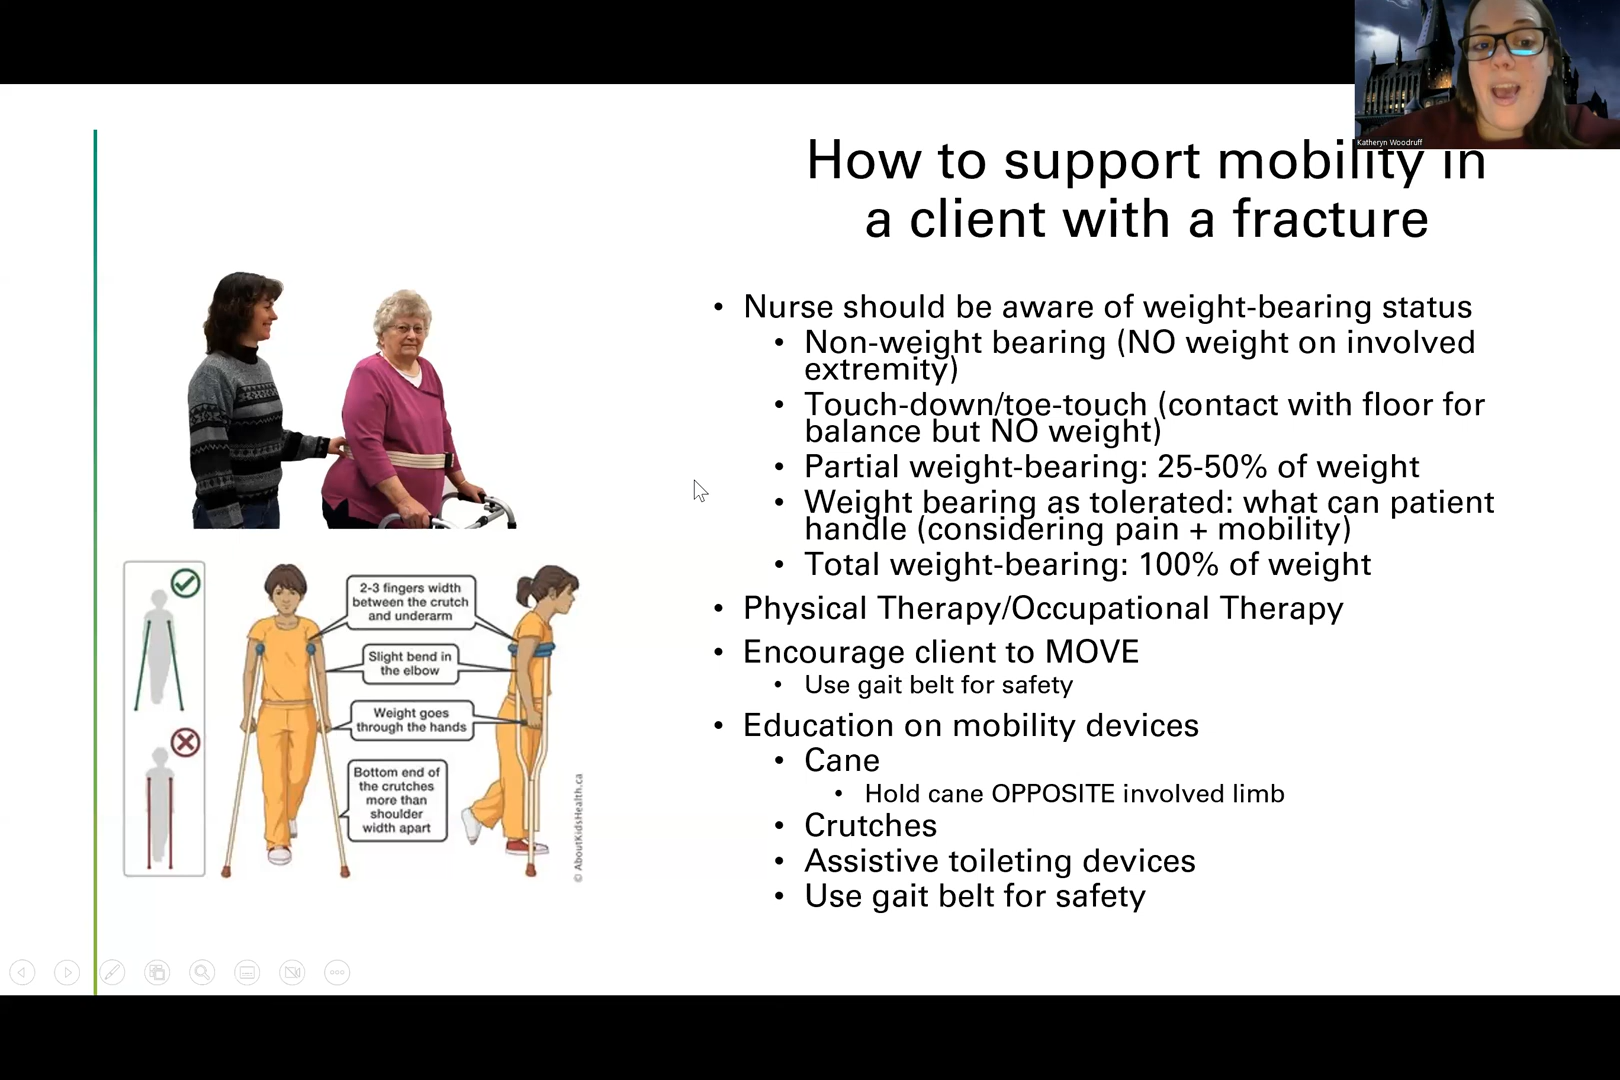 Katheryn Woodruff
How to support mobility in
a client with a fracture
• Nurse should be aware of weight-bearing status
• Non-weight bearing (NO weight on involved
extremity)
• Touch-down/toe-touch (contact with floor for
balance but NO weight)
• Partial weight-bearing: 25-50% of weight
• Weight bearing as tolerated: what can patient
handle (considering pain + mobility)
• Total weight-bearing: 100% of weight
• Physical Therapy/Occupational Therapy
• Encourage client to MOVE
• Use gait belt for safety
• Education on mobility devices
• Cane
• Hold cane OPPOSITE involved limb
• Crutches
• Assistive toileting devices
• Use gait belt for safety
2-3 fingers width
between the crutch
and underarm
Slight bend in
the elbow
Weight goes
through the hands
Bottom end of
the crutches
more than
shoulder
width apart
© AboutKidsHealth.ca